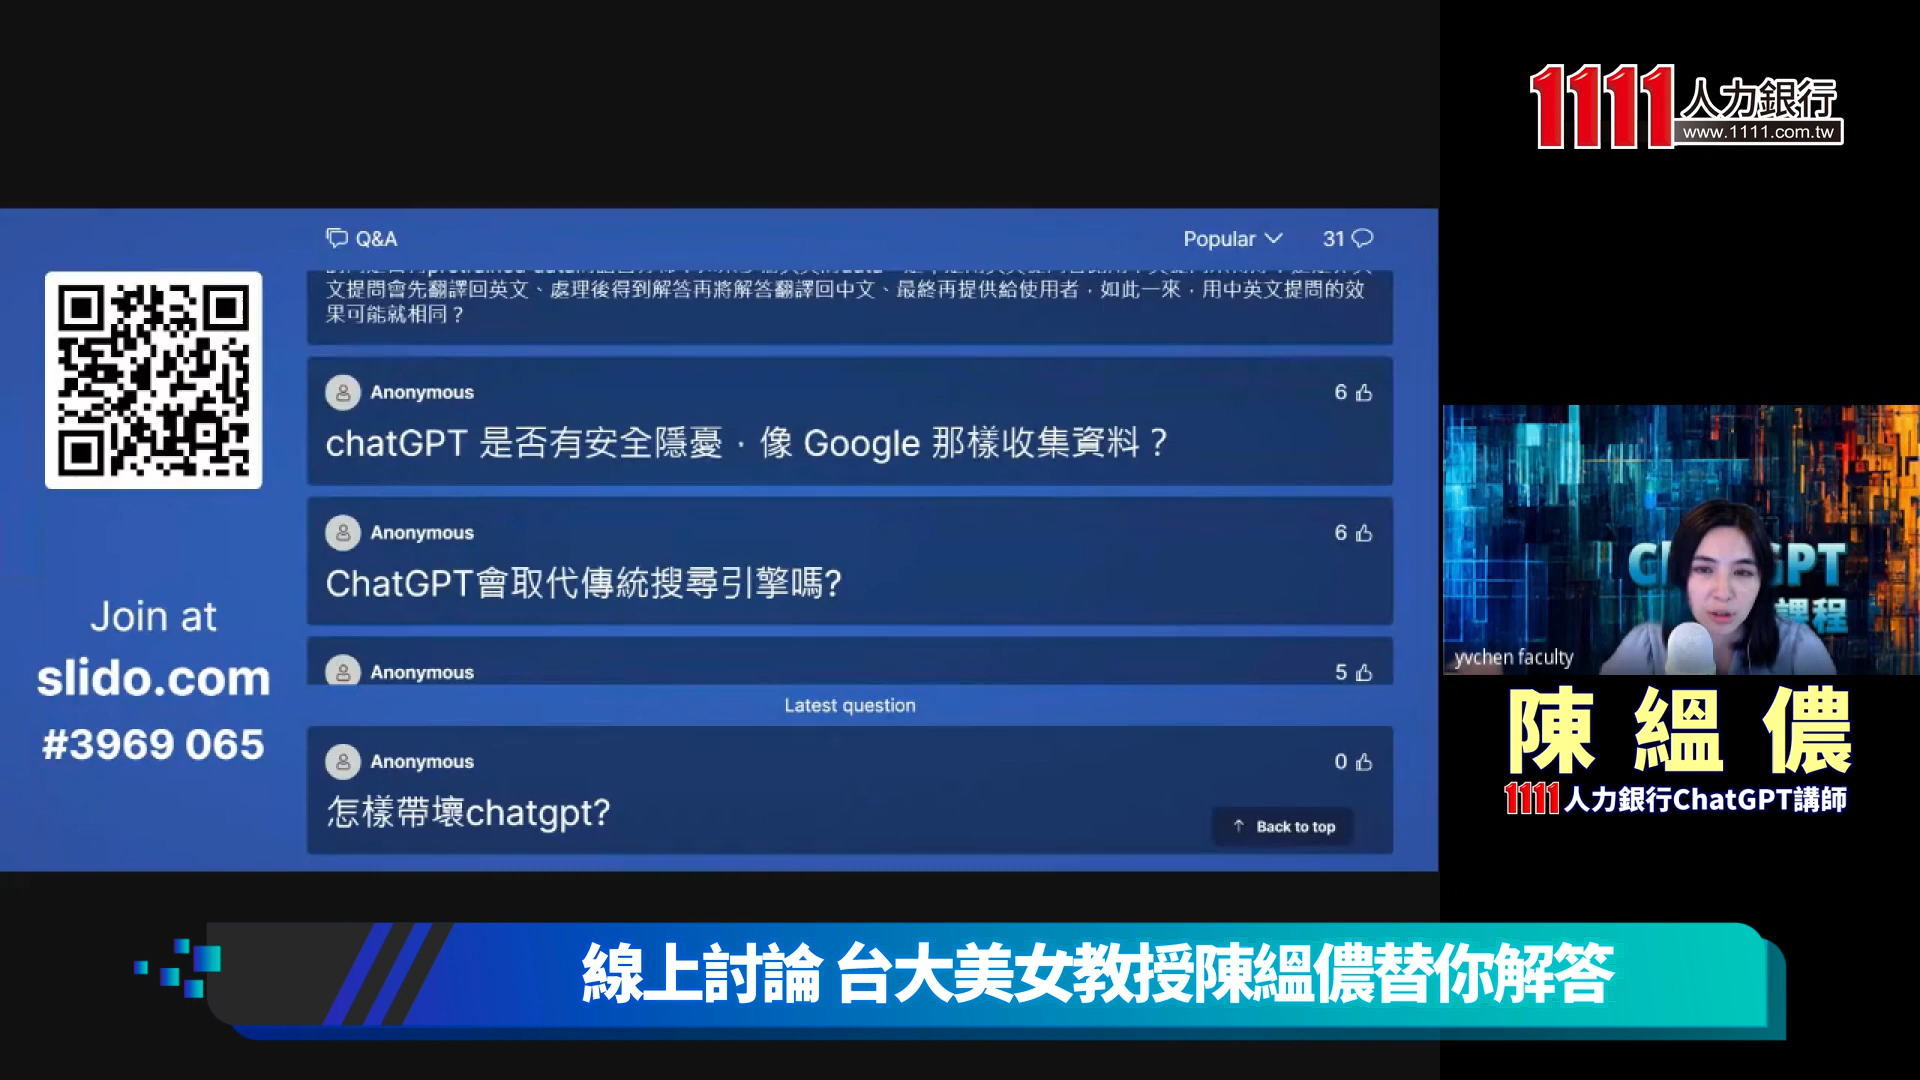 1111人力銀行
www.1111.com.tw
Q&A
Popular
31
文提問會先翻譯回英文、處理後得到解答再將解答翻譯回中文、最終再提供給使用者，如此一來，用中英文提問的效
果可能就相同？
Anonymous
6
chatGPT 是否有安全隱憂，像 Google 那樣收集資料？
Anonymous
6
ChatGPT會取代傳統搜尋引擎嗎?
Anonymous
5
Latest question
Anonymous
0
怎樣帶壞chatgpt?
Back to top
Join at
slido.com
#3969 065
課程
yvchen faculty
陳縕儂
1111人力銀行ChatGPT講師
線上討論 台大美女教授陳縕儂替你解答